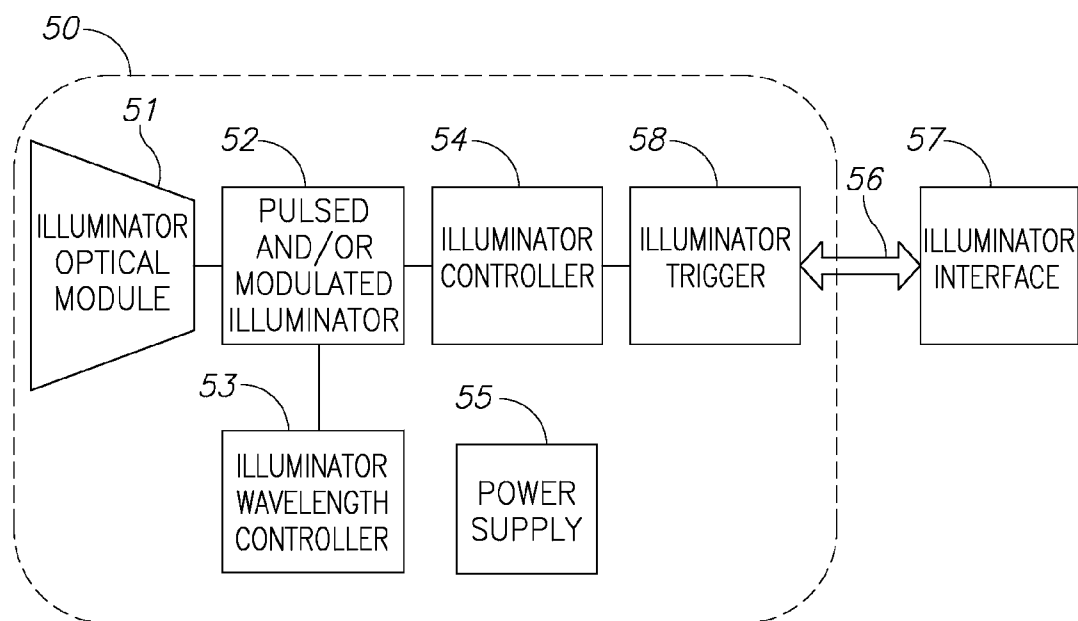 50
51
52
54
58
57
56
ILLUMINATOR
OPTICAL
MODULE
PULSED
AND/OR
MODULATED
ILLUMINATOR
ILLUMINATOR
CONTROLLER
ILLUMINATOR
TRIGGER
ILLUMINATOR
INTERFACE
53
55
ILLUMINATOR
WAVELENGTH
CONTROLLER
POWER
SUPPLY